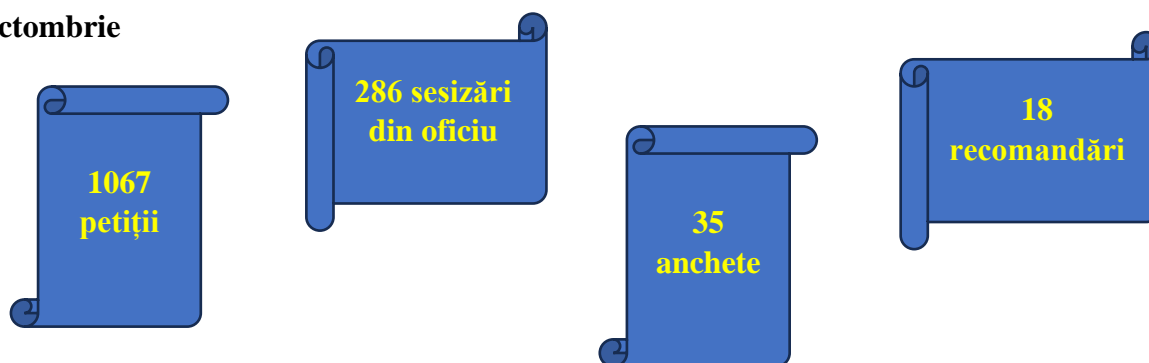 ctombrie
1067
petiții
286 sesizări
din oficiu
35
anchete
18
recomandări